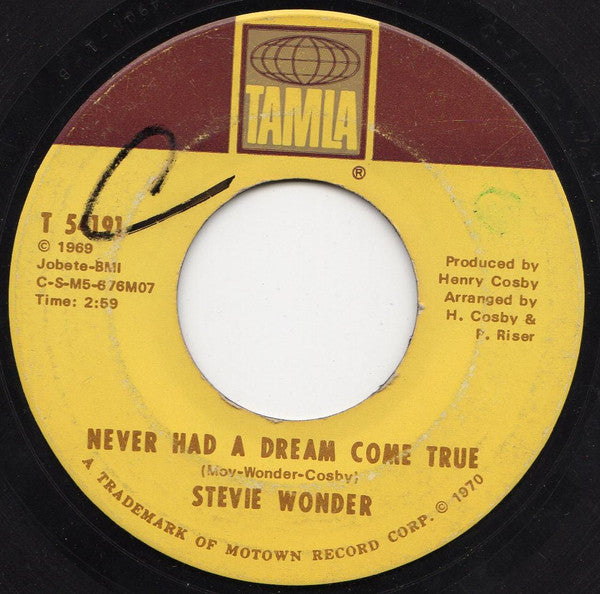 TAMLA
®
T 54191
© 1969
Jobete-BMI
C-S-M5-676M07
Time: 2:59
Produced by
Henry Cosby
Arranged by
H. Cosby &
P. Riser
NEVER HAD A DREAM COME TRUE
(Moy-Wonder-Cosby)
STEVIE WONDER
A TRADEMARK OF MOTOWN RECORD CORP. © 1970